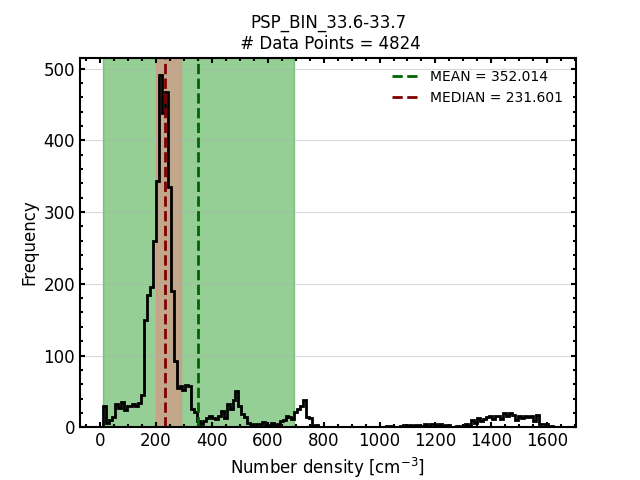 PSP_BIN_33.6-33.7
# Data Points = 4824
MEAN = 352.014
MEDIAN = 231.601
500
400
300
200
100
0
Frequency
0 200 400 600 800 1000 1200 1400 1600
Number density [cm⁻³]